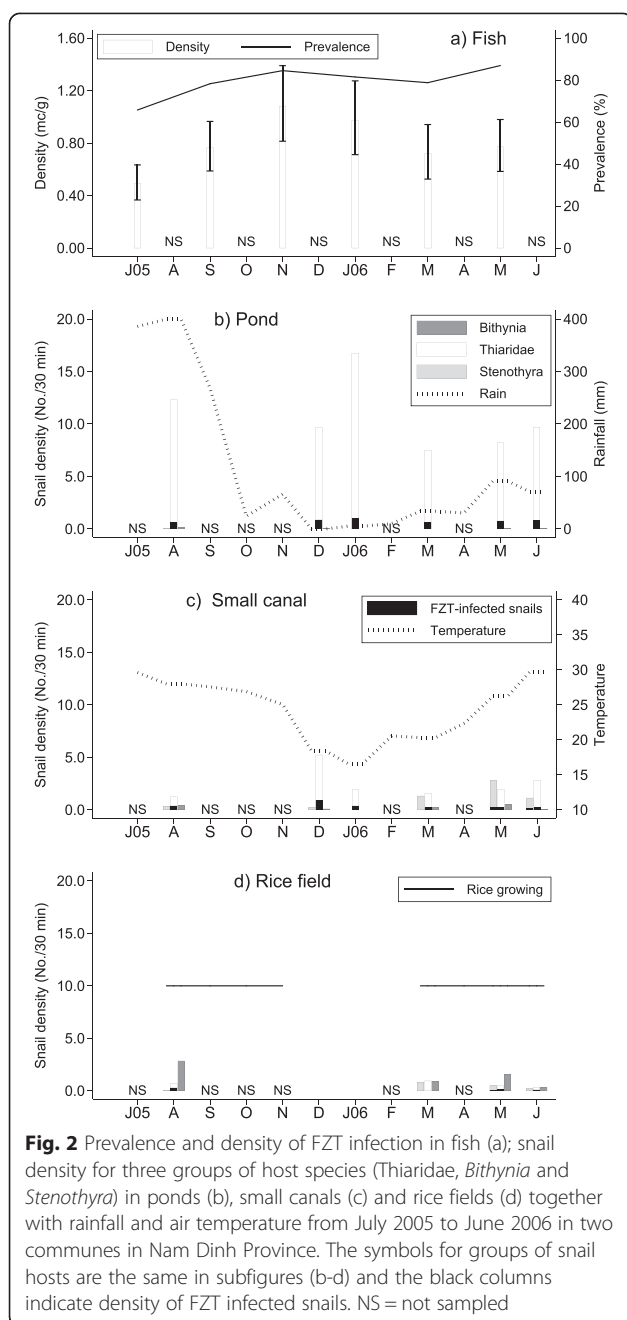 a) Fish
Density Prevalence
Density (mc/g)
1.60
1.20
0.80
0.40
0.00
Prevalence (%)
100
80
60
40
20
0
NS NS NS NS NS NS
J05 A S O N D J06 F M A M J
b) Pond
Bithynia
Thiaridae
Stenothyra
Rain
Snail density (No./30 min)
20.0
15.0
10.0
5.0
0.0
Rainfall (mm)
400
300
200
100
0
NS NS NS NS NS NS
J05 A S O N D J06 F M A M J
c) Small canal
FZT-infected snails
Temperature
Snail density (No./30 min)
20.0
15.0
10.0
5.0
0.0
Temperature
40
35
30
25
20
15
10
NS NS NS NS NS NS
J05 A S O N D J06 F M A M J
d) Rice field
Rice growing
Snail density (No./30 min)
20.0
15.0
10.0
5.0
0.0
NS NS NS NS NS NS
J05 A S O N D J06 F M A M J
Fig. 2 Prevalence and density of FZT infection in fish (a); snail
density for three groups of host species (Thiaridae, Bithynia and
Stenothyra) in ponds (b), small canals (c) and rice fields (d) together
with rainfall and air temperature from July 2005 to June 2006 in two
communes in Nam Dinh Province. The symbols for groups of snail
hosts are the same in subfigures (b-d) and the black columns
indicate density of FZT infected snails. NS = not sampled